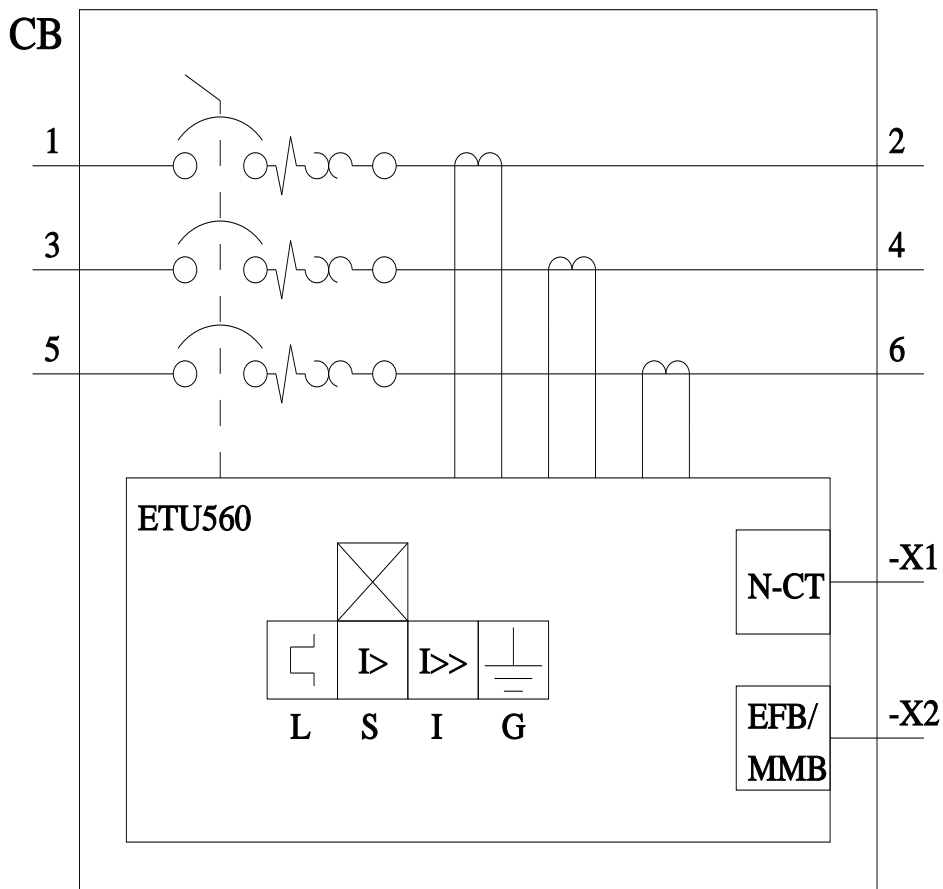 CB
1 2
3 4
5 6
ETU560
N-CT -X1
I> I>>
L S I G
EFB/ -X2
MMB